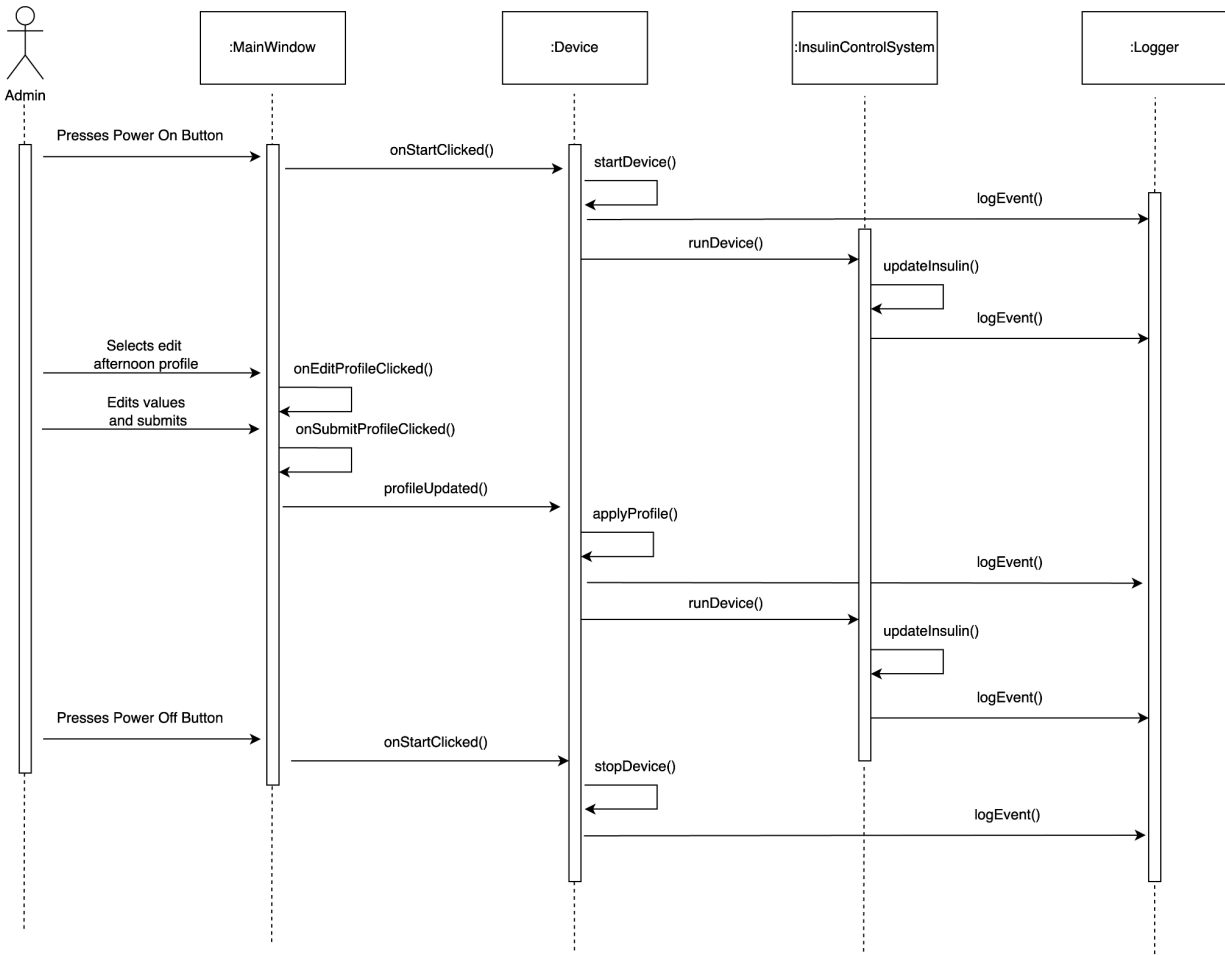 :MainWindow
:Device
:InsulinControlSystem
:Logger
Admin
Presses Power On Button
onStartClicked()
startDevice()
logEvent()
runDevice()
updateInsulin()
logEvent()
Selects edit
afternoon profile
onEditProfileClicked()
Edits values
and submits
onSubmitProfileClicked()
profileUpdated()
applyProfile()
logEvent()
runDevice()
updateInsulin()
logEvent()
Presses Power Off Button
onStartClicked()
stopDevice()
logEvent()